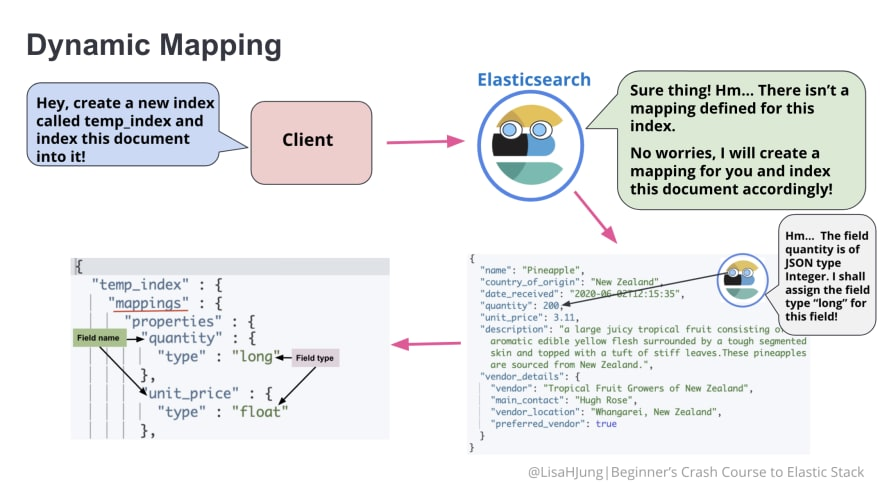 Dynamic Mapping
Hey, create a new index
called temp_index and
index this document
into it!
Client
Elasticsearch
Sure thing! Hm... There isn't a
mapping defined for this
index.
No worries, I will create a
mapping for you and index
this document accordingly!
Hm... The field
quantity is of
JSON type
Integer. I shall
assign the field
type "long" for
this field!
{
"name": "Pineapple",
"country_of_origin": "New Zealand",
"date_received": "2020-06-02T12:15:35",
"quantity": 200,
"unit_price": 3.11,
"description": "a large juicy tropical fruit consisting of
aromatic edible yellow flesh surrounded by a tough segmented
skin and topped with a tuft of stiff leaves.These pineapples
are sourced from New Zealand.",
"vendor_details": {
"vendor": "Tropical Fruit Growers of New Zealand",
"main_contact": "Hugh Rose",
"vendor_location": "Whangarei, New Zealand",
"preferred_vendor": true
}
}
{
"temp_index" : {
"mappings" : {
"properties" : {
Field name
"quantity" : {
"type" : "long"
Field type
},
"unit_price" : {
"type" : "float"
},
@LisaHJung|Beginner's Crash Course to Elastic Stack